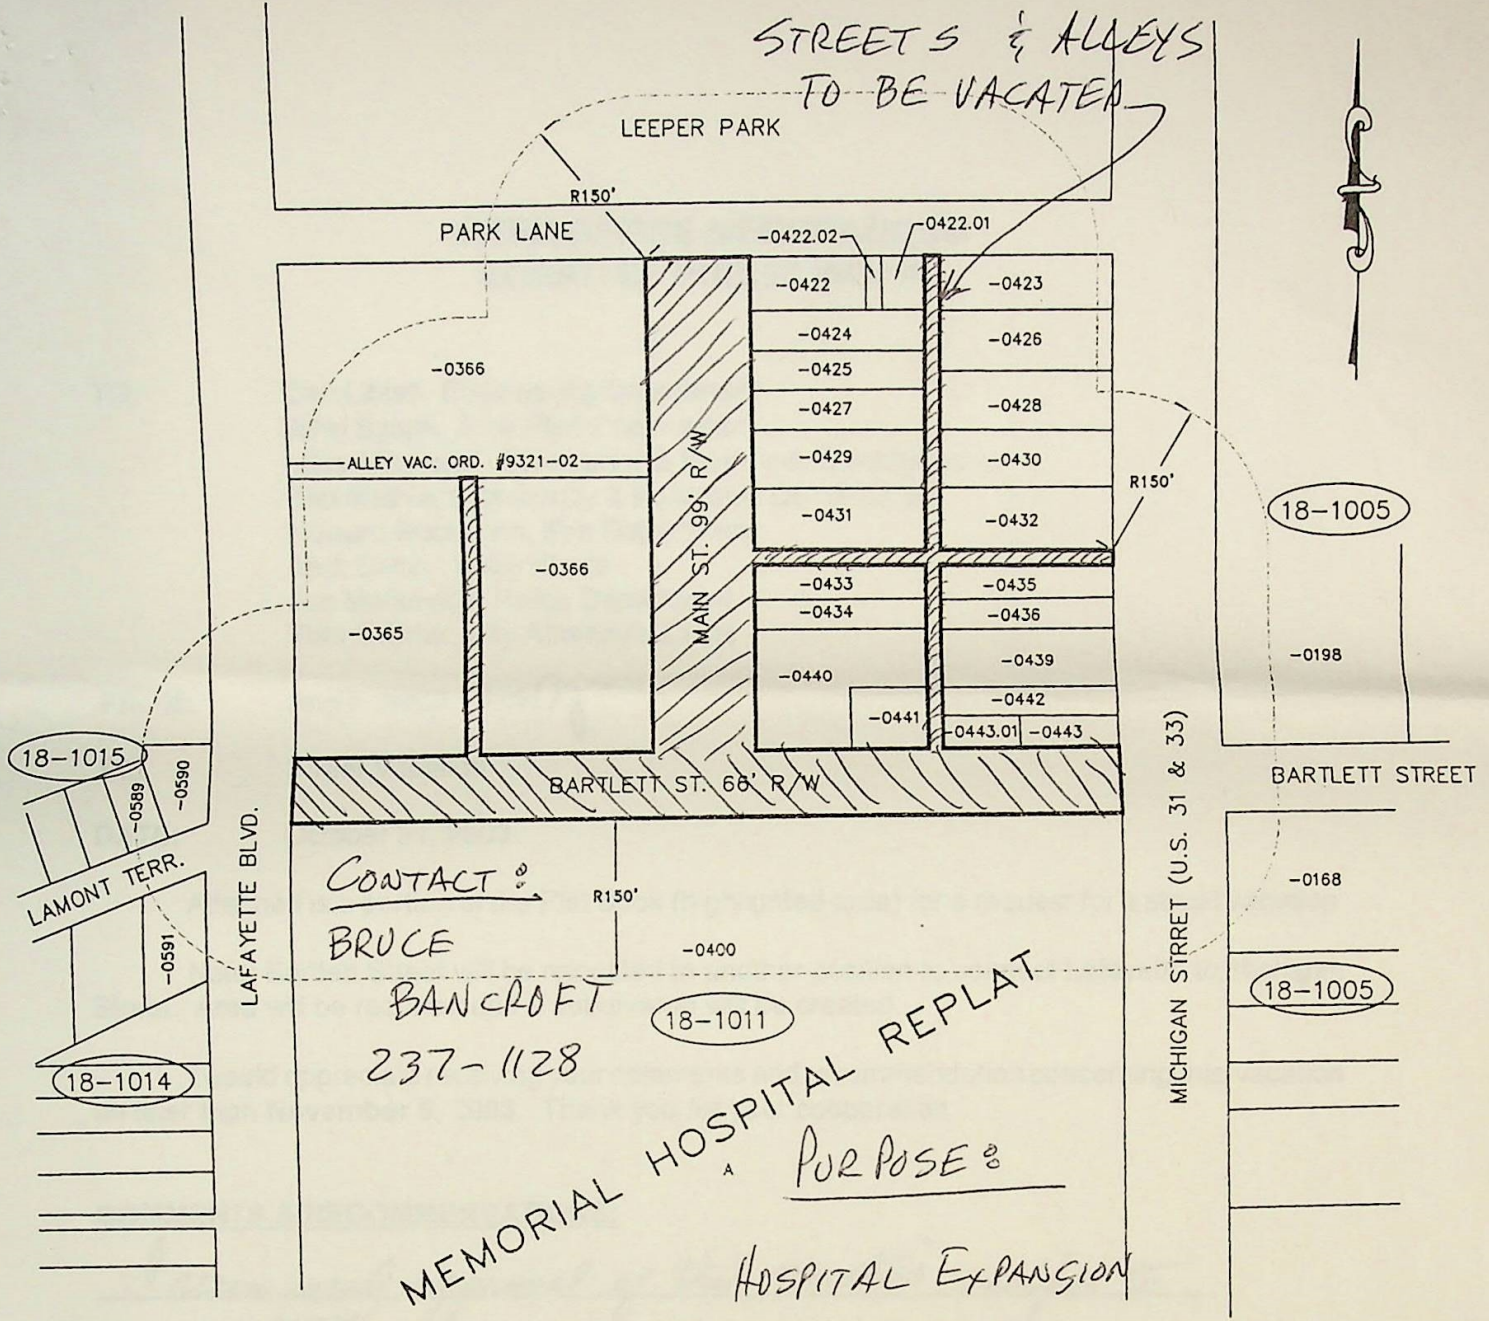 STREETS & ALLEYS
TO BE VACATED
LEEPER PARK
R150'
PARK LANE
-0422.02
-0422.01
-0422
-0423
-0424
-0426
-0366
-0425
-0427
-0428
ALLEY VAC. ORD. #9321-02
-0429
-0430
R150'
18-1005
-0431
-0432
MAIN ST. 99' R/W
-0366
-0433
-0435
-0434
-0436
-0365
-0439
-0198
-0440
-0442
-0441
-0443.01
-0443
18-1015
-0589
-0590
BARTLETT ST. 66' R/W
BARTLETT STREET
LAMONT TERR.
LAFAYETTE BLVD.
MICHIGAN STRRET (U.S. 31 & 33)
CONTACT:
BRUCE
BANCROFT
237-1128
R150'
-0168
-0591
-0400
18-1011
18-1005
18-1014
MEMORIAL HOSPITAL REPLAT
A
PURPOSE:
HOSPITAL EXPANSION